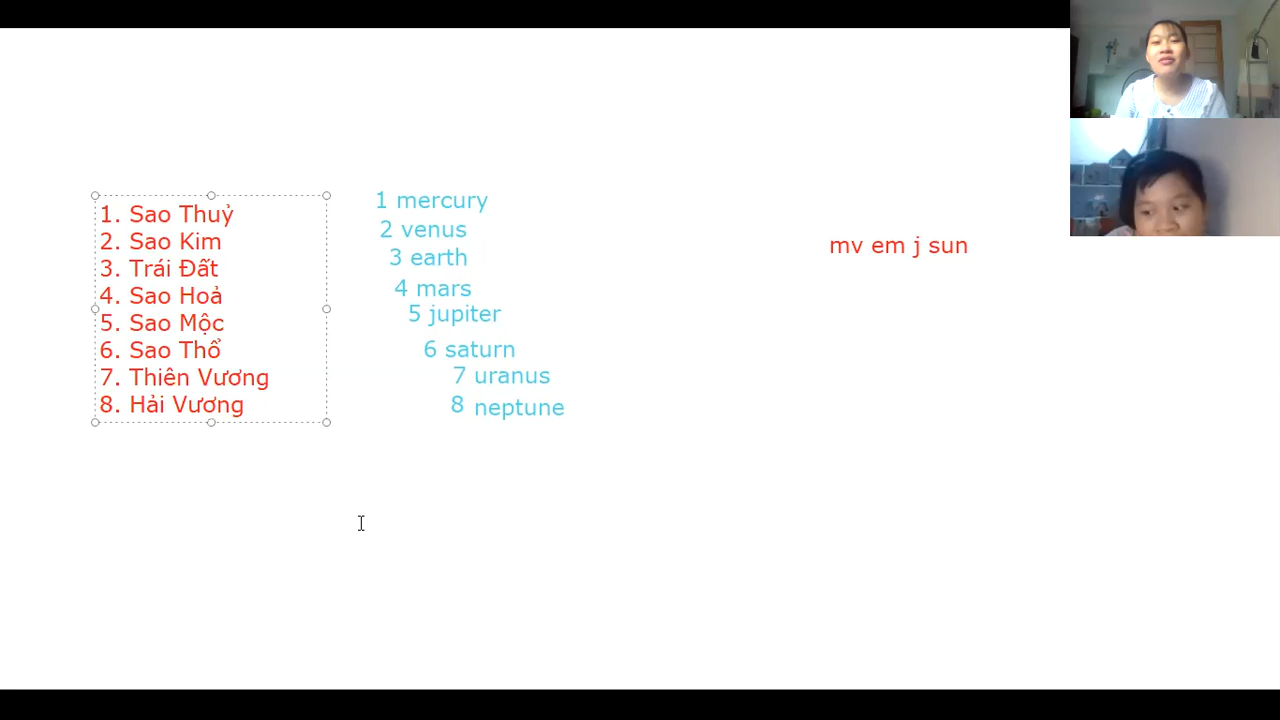 1. Sao Thuỷ
2. Sao Kim
3. Trái Đất
4. Sao Hoả
5. Sao Mộc
6. Sao Thổ
7. Thiên Vương
8. Hải Vương
1 mercury
2 venus
3 earth
4 mars
5 jupiter
6 saturn
7 uranus
8 neptune
mv em j sun